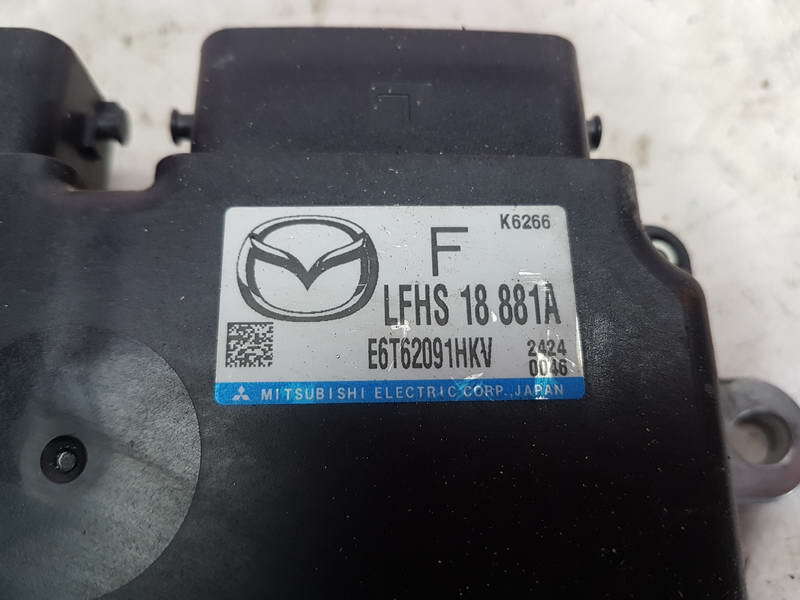 L
K6266
F
LFHS 18 881A
E6T62091HKV 2424
0046
MITSUBISHI ELECTRIC CORP. JAPAN